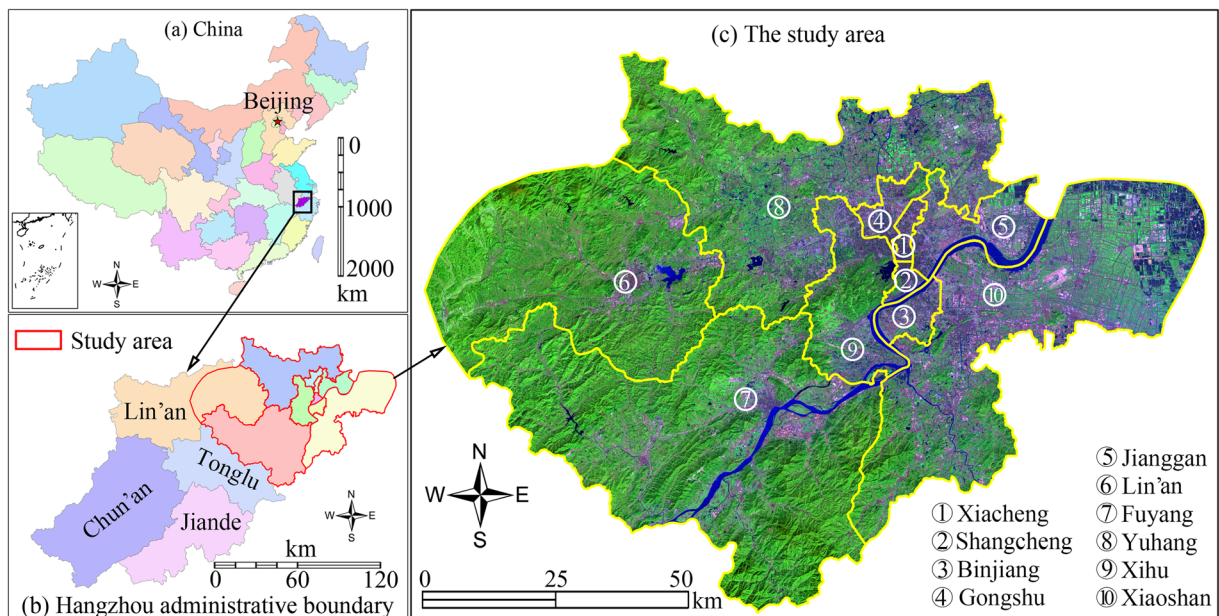 (a) China
Beijing
0
1000
2000
km
N
W E
S
Study area
Lin'an
Tonglu
Chun'an
Jiande
N
W E
S
km
0 60 120
(b) Hangzhou administrative boundary
(c) The study area
④
⑧
⑤
①
⑥
②
⑩
③
⑨
⑦
N
W E
S
0 25 50
km
① Xiacheng
② Shangcheng
③ Binjiang
④ Gongshu
⑤ Jianggan
⑥ Lin'an
⑦ Fuyang
⑧ Yuhang
⑨ Xihu
⑩ Xiaoshan